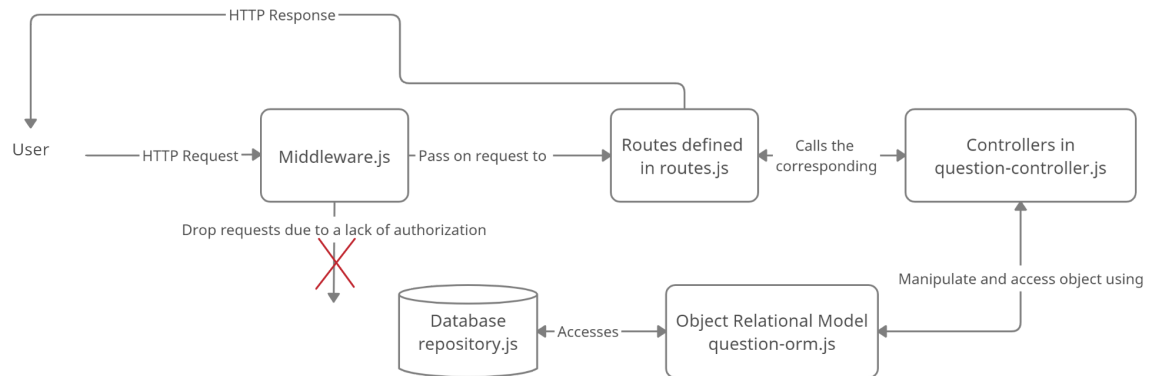 HTTP Response
User
HTTP Request
Middleware.js
Pass on request to
Routes defined
in routes.js
Calls the
corresponding
Controllers in
question-controller.js
Drop requests due to a lack of authorization
Manipulate and access object using
Database
repository.js
Accesses
Object Relational Model
question-orm.js